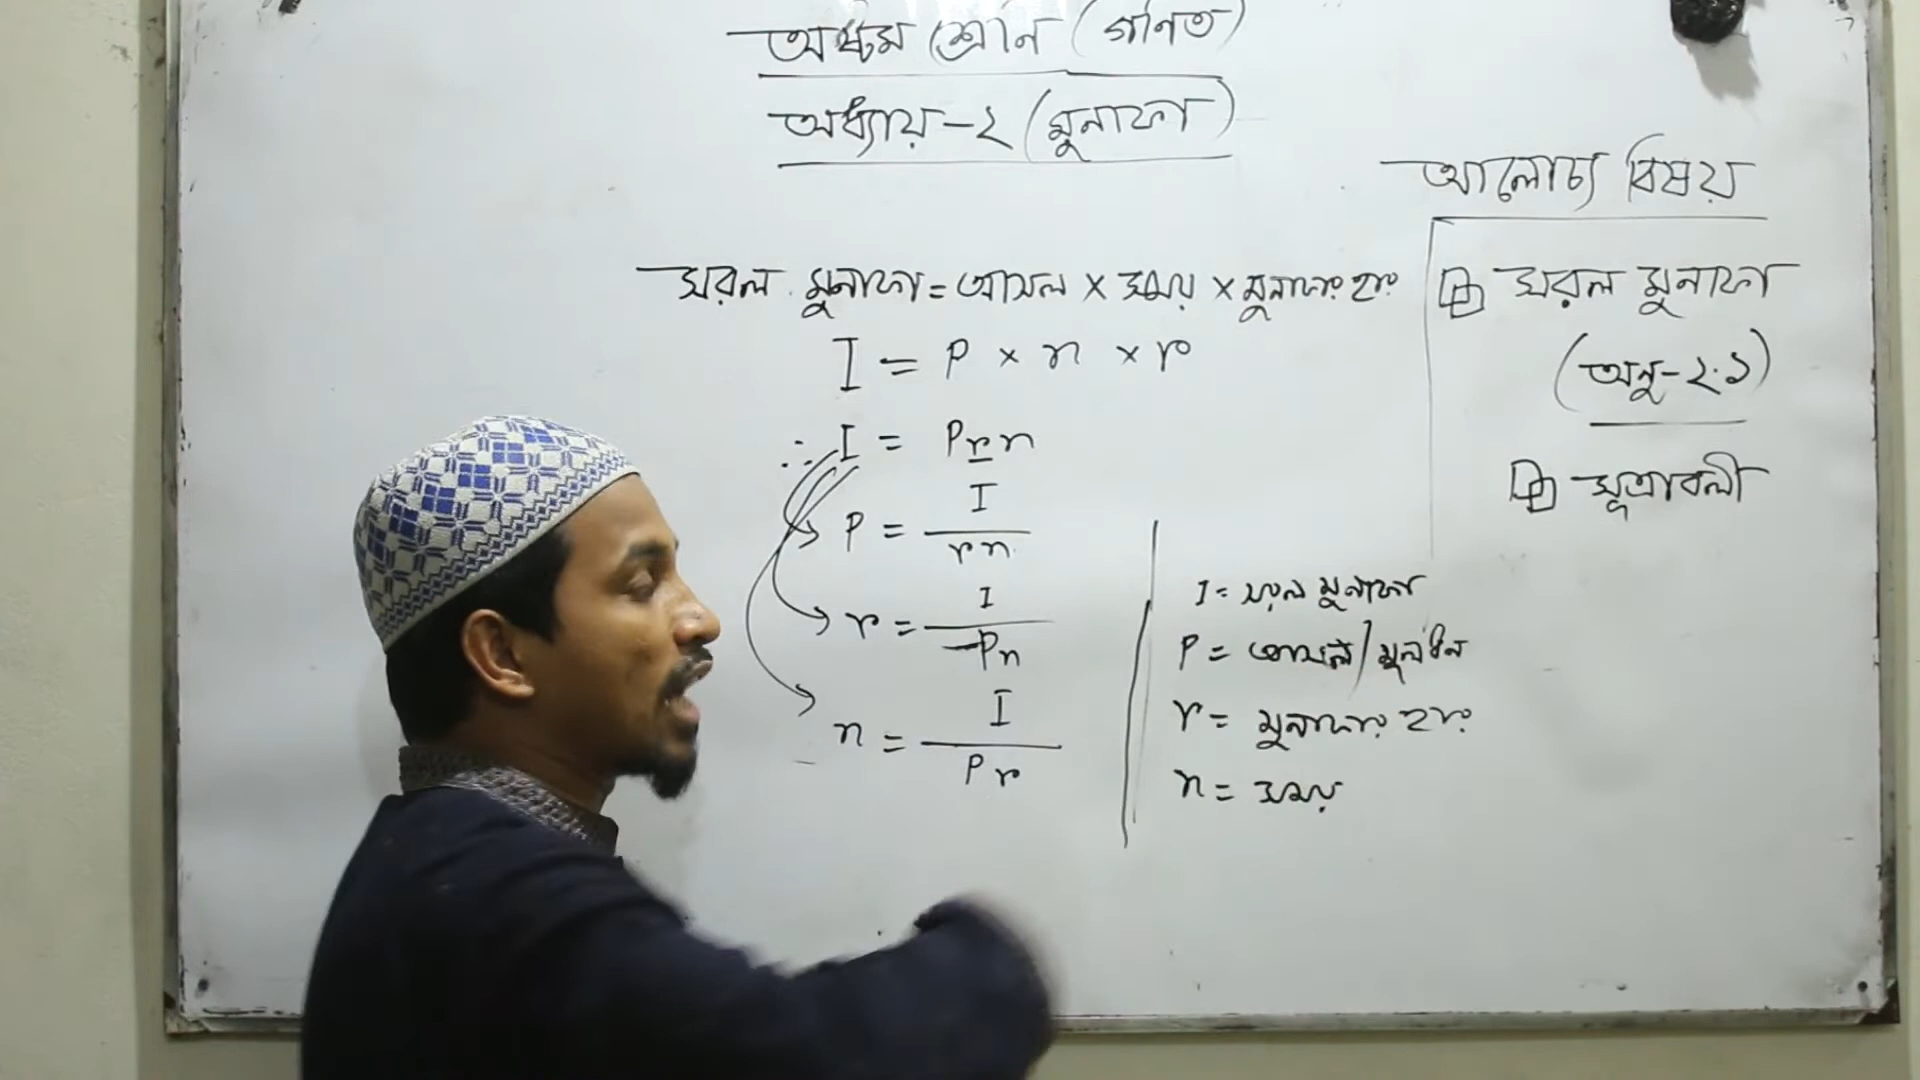 অষ্টম শ্রেনি (গনিত)
অধ্যায়-২ (মুনাফা)
সরল মুনাফা = আসল × সময় × মুনাফার হার
I = P × n × r
∴ I = Prn
P = I / rn
r = I / Pn
n = I / Pr
আলোচ্য বিষয়
সরল মুনাফা
(অনু-২.১)
সূত্রাবলী
I = সরল মুনাফা
P = আসল/মূলধন
r = মুনাফার হার
n = সময়